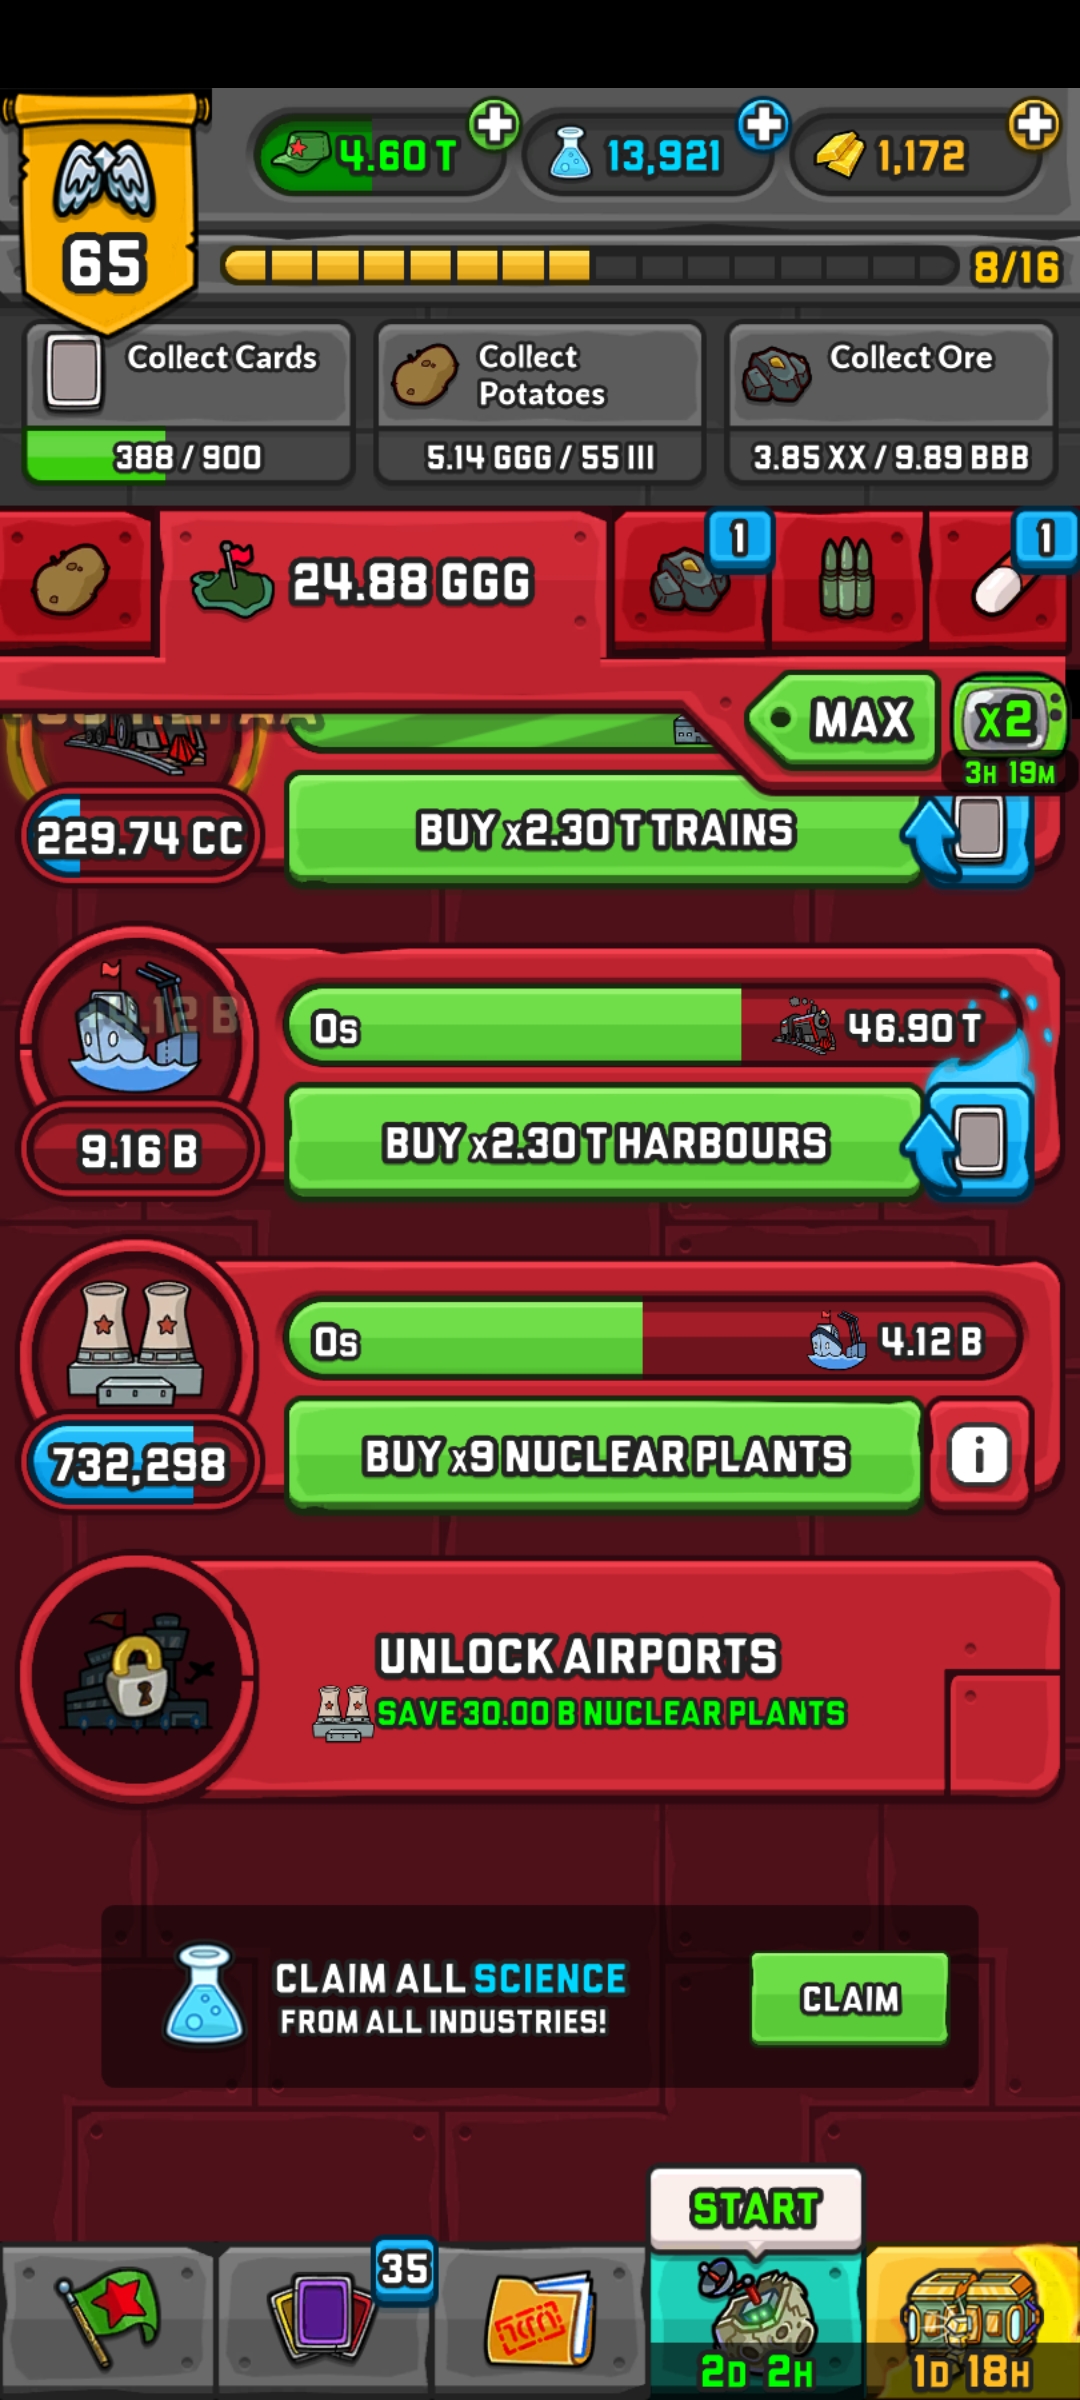 4.60 T
13,921
1,172
65
8/16
Collect Cards
Collect
Potatoes
Collect Ore
388 / 900
5.14 GGG / 55 III
3.85 XX / 9.89 BBB
24.88 GGG
1
1
MAX
x2
3H 19M
229.74 CC
BUY x2.30 T TRAINS
4.12 B
0s
46.90 T
9.16 B
BUY x2.30 T HARBOURS
0s
4.12 B
732,298
BUY x9 NUCLEAR PLANTS
i
UNLOCK AIRPORTS
SAVE 30.00 B NUCLEAR PLANTS
CLAIM ALL SCIENCE
FROM ALL INDUSTRIES!
CLAIM
START
35
2D 2H
1D 18H